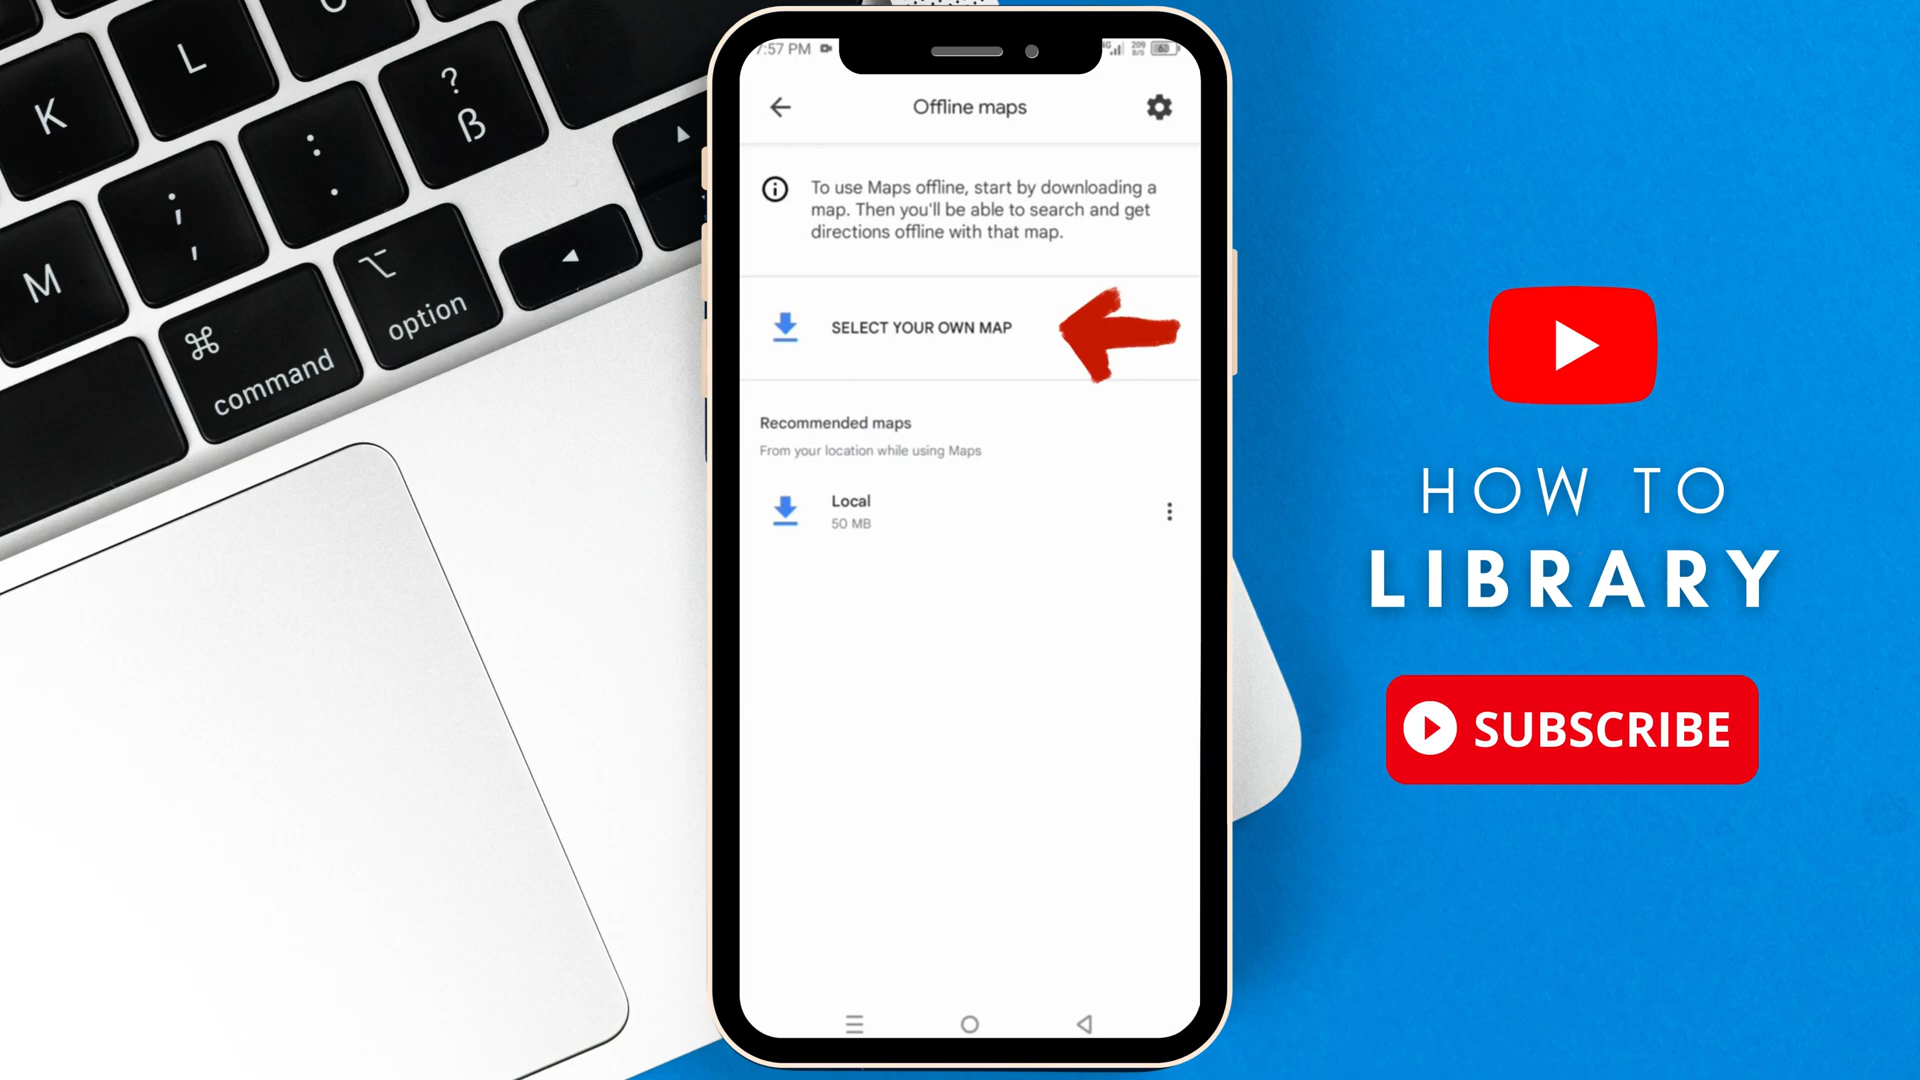 L
K
?
ß
:
.
;
,
M
⌘
command
⌥
option
7:57 PM
63
Offline maps
To use Maps offline, start by downloading a
map. Then you'll be able to search and get
directions offline with that map.
SELECT YOUR OWN MAP
Recommended maps
From your location while using Maps
Local
50 MB
HOW TO
LIBRARY
SUBSCRIBE